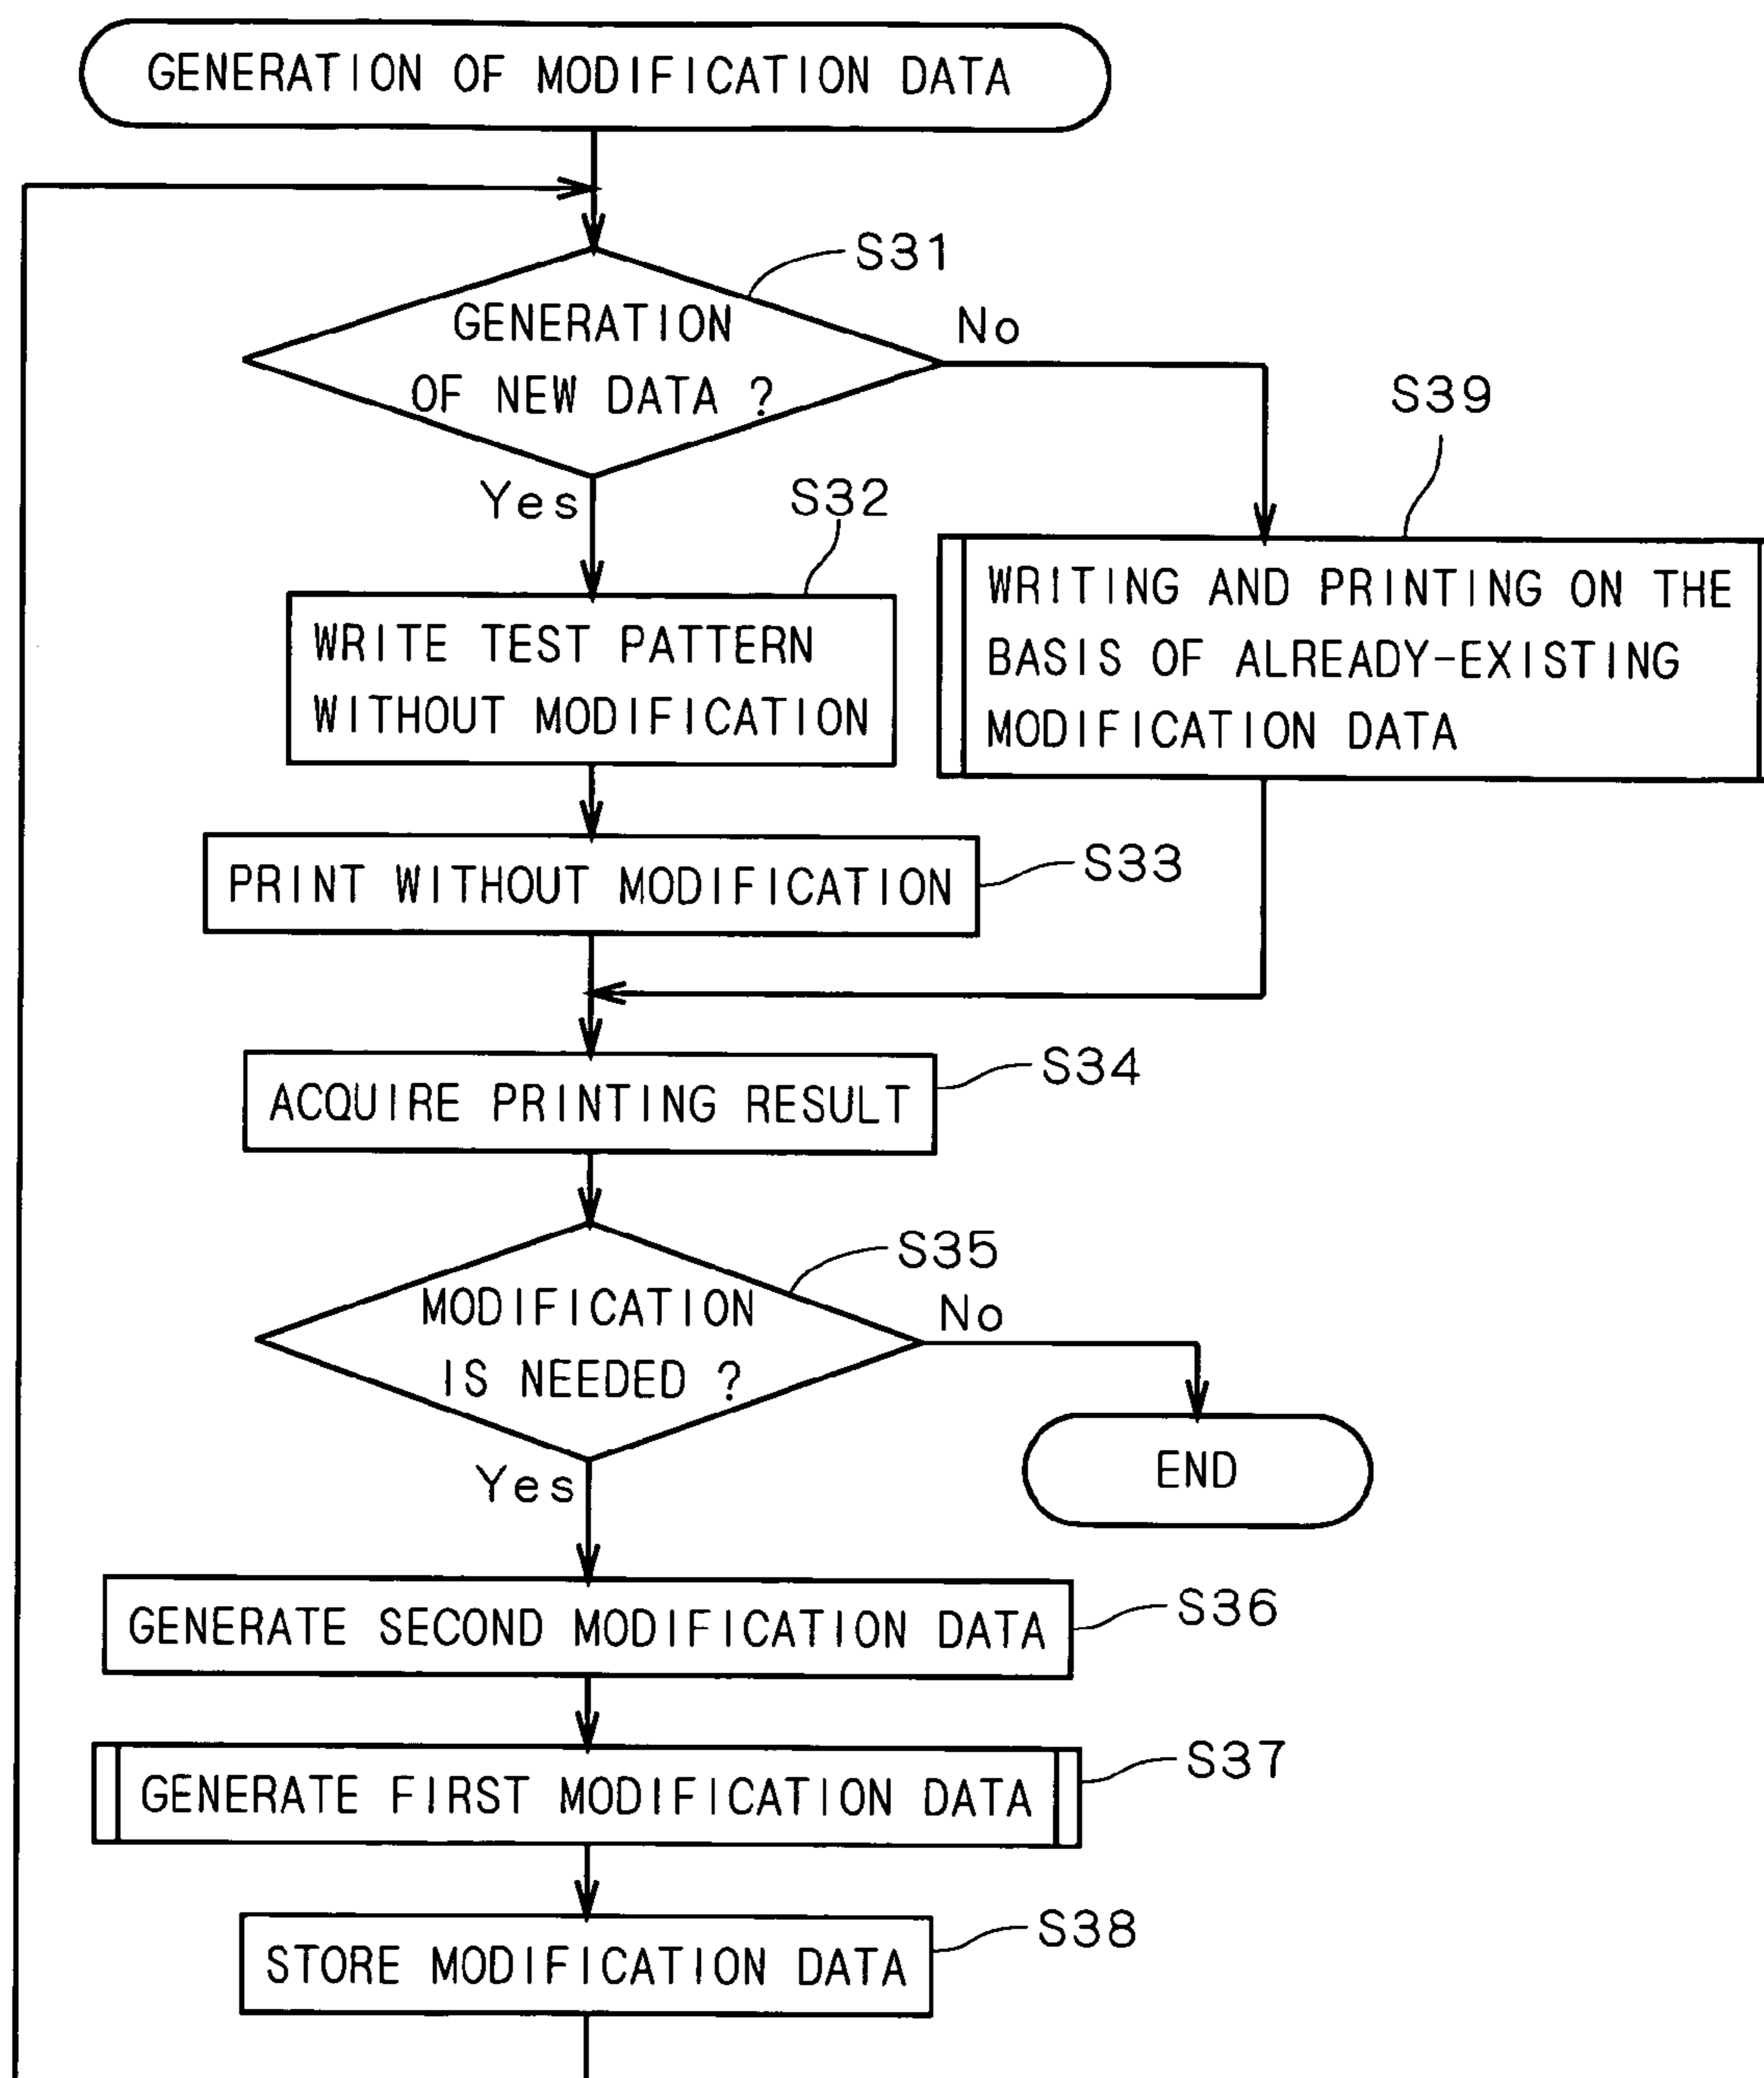 GENERATION OF MODIFICATION DATA
S31
GENERATION
OF NEW DATA ?
No
Yes
S39
WRITING AND PRINTING ON THE
BASIS OF ALREADY-EXISTING
MODIFICATION DATA
S32
WRITE TEST PATTERN
WITHOUT MODIFICATION
PRINT WITHOUT MODIFICATION
S33
ACQUIRE PRINTING RESULT
S34
S35
MODIFICATION
IS NEEDED ?
No
Yes
END
GENERATE SECOND MODIFICATION DATA
S36
GENERATE FIRST MODIFICATION DATA
S37
STORE MODIFICATION DATA
S38